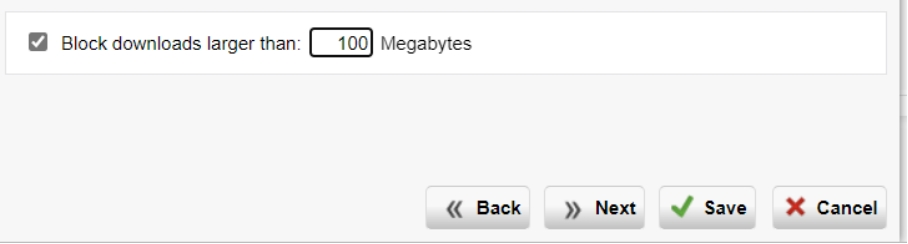 Block downloads larger than: 100 Megabytes
Back Next Save Cancel